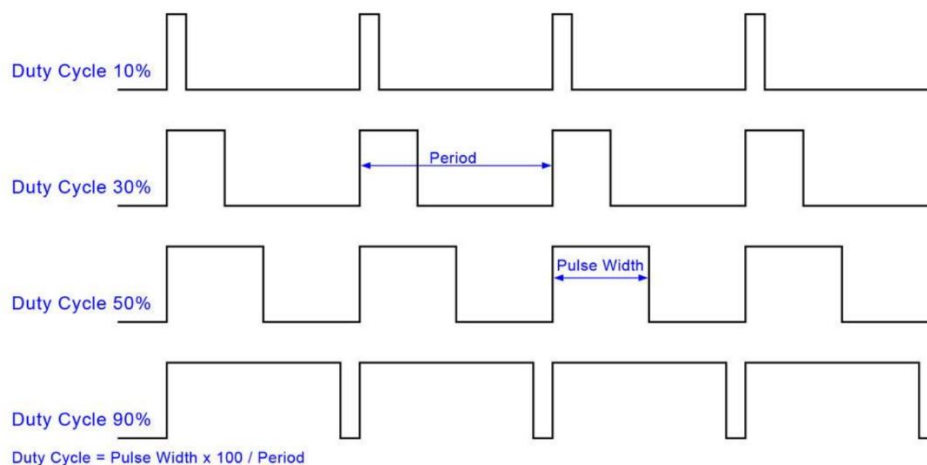 Duty Cycle 10%
Period
Duty Cycle 30%
Pulse Width
Duty Cycle 50%
Duty Cycle 90%
Duty Cycle = Pulse Width x 100 / Period